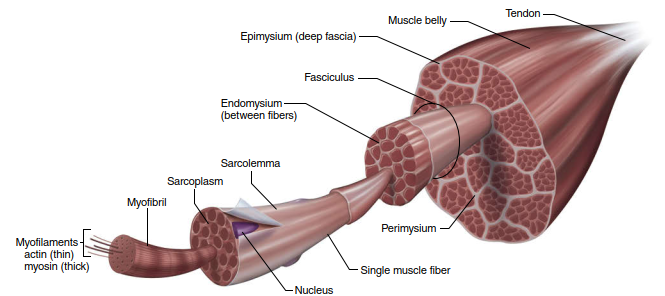 Tendon
Muscle belly
Epimysium (deep fascia)
Fasciculus
Endomysium
(between fibers)
Sarcolemma
Sarcoplasm
Myofibril
Perimysium
Myofilaments
actin (thin)
myosin (thick)
Single muscle fiber
Nucleus